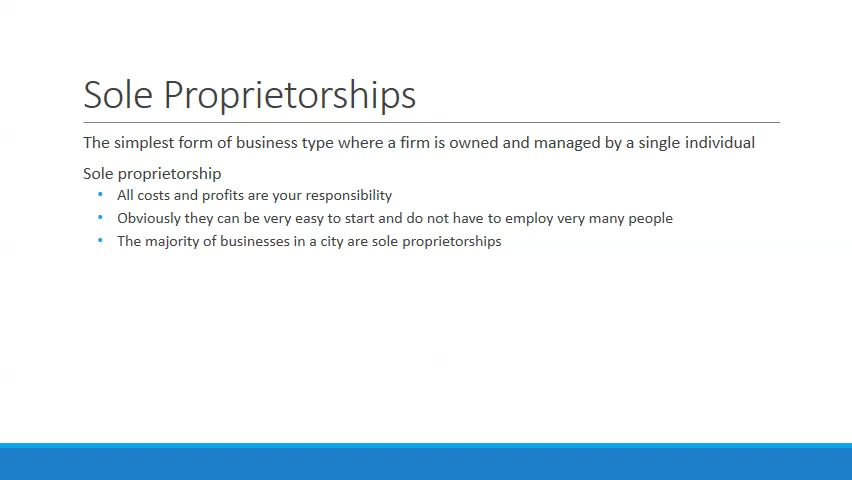 Sole Proprietorships
The simplest form of business type where a firm is owned and managed by a single individual
Sole proprietorship
• All costs and profits are your responsibility
• Obviously they can be very easy to start and do not have to employ very many people
• The majority of businesses in a city are sole proprietorships